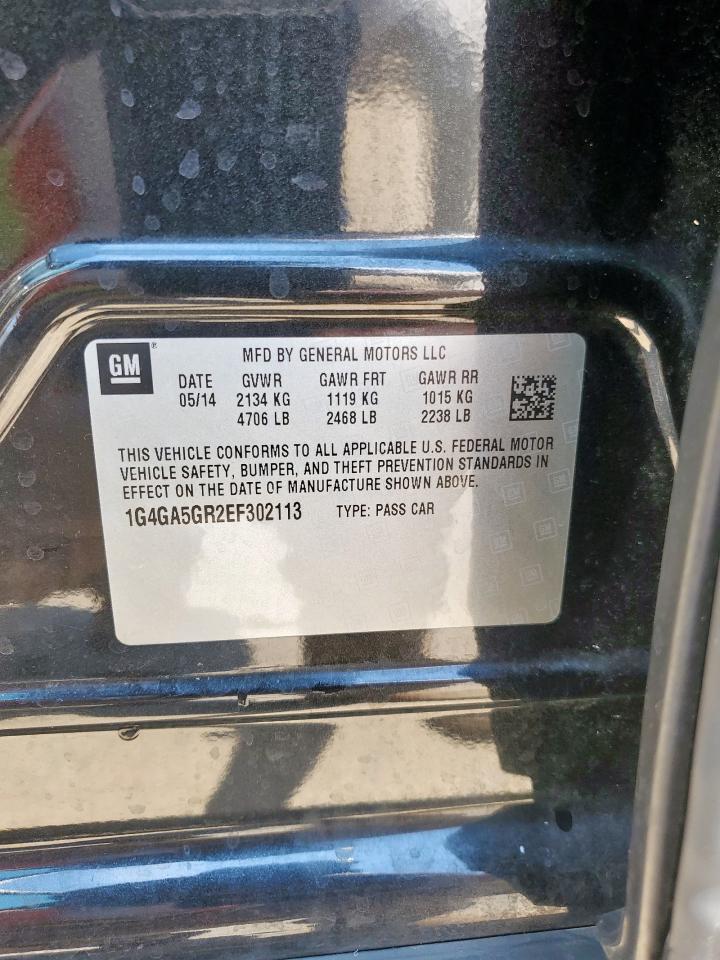 GM ®
MFD BY GENERAL MOTORS LLC
DATE GVWR GAWR FRT GAWR RR
05/14 2134 KG 1119 KG 1015 KG
4706 LB 2468 LB 2238 LB
THIS VEHICLE CONFORMS TO ALL APPLICABLE U.S. FEDERAL MOTOR
VEHICLE SAFETY, BUMPER, AND THEFT PREVENTION STANDARDS IN
EFFECT ON THE DATE OF MANUFACTURE SHOWN ABOVE.
1G4GA5GR2EF302113 TYPE: PASS CAR